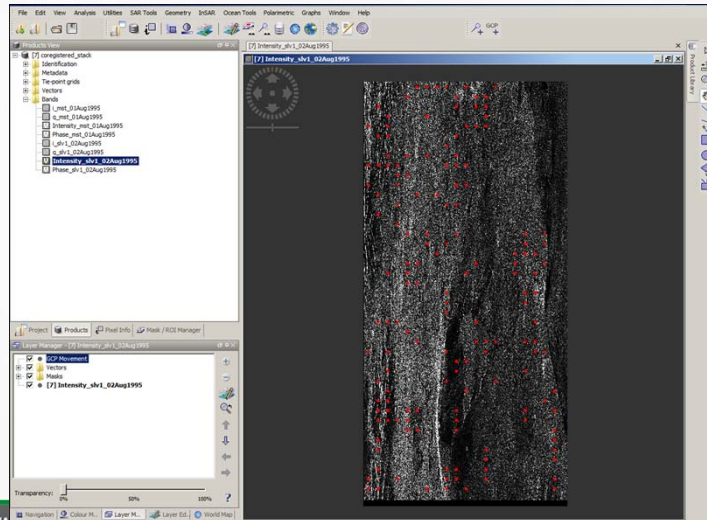 File Edit View Analysis Utilities SAR Tools Geometry InSAR Ocean Tools Polarimetric Graphs Window Help
GCP
Products View
[7] Intensity_slv1_02Aug1995
[7] coregistered_stack
Identification
Metadata
Tie-point grids
Vectors
Bands
i_mst_01Aug1995
q_mst_01Aug1995
Intensity_mst_01Aug1995
Phase_mst_01Aug1995
i_slv1_02Aug1995
q_slv1_02Aug1995
Intensity_slv1_02Aug1995
Phase_slv1_02Aug1995
[7] Intensity_slv1_02Aug1995
Product Library
Project Products Pixel Info Mask / ROI Manager
Layer Manager - [7] Intensity_slv1_02Aug1995
GCP Movement
Vectors
Masks
[7] Intensity_slv1_02Aug1995
Transparency:
0% 50% 100%
Navigation Colour M... Layer M... Layer Ed... World Map